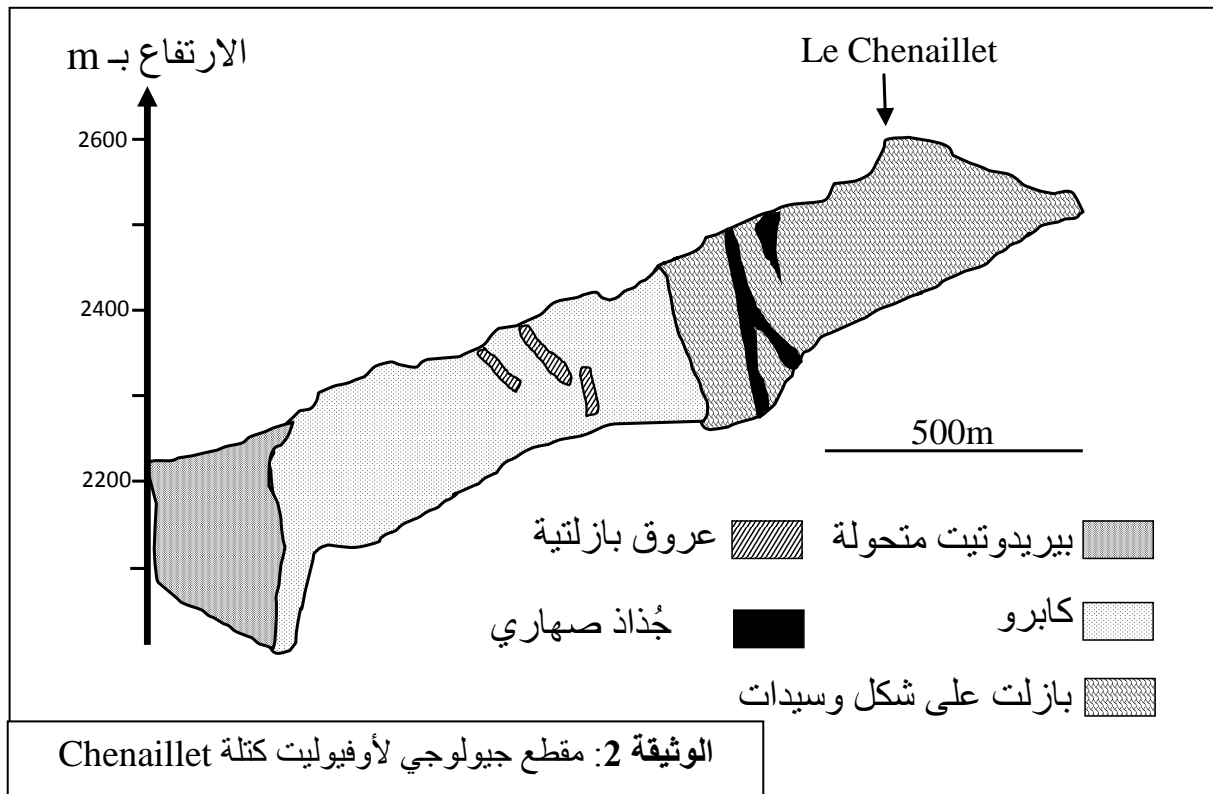 الارتفاع بـ m
Le Chenaillet
2600
2400
2200
500m
بيريدوتيت متحولة
عروق بازلتية
كابرو
جُذاذ صهاري
بازلت على شكل وسيدات
الوثيقة 2: مقطع جيولوجي لأوفيوليت كتلة Chenaillet